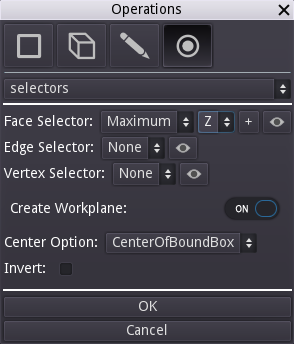 Operations
selectors
Face Selector: Maximum Z +
Edge Selector: None
Vertex Selector: None
Create Workplane: ON
Center Option: CenterOfBoundBox
Invert:
OK
Cancel